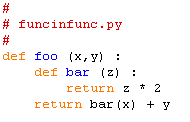 #
# funcinfunc.py
#
def foo (x,y) :
    def bar (z) :
        return z * 2
    return bar(x) + y